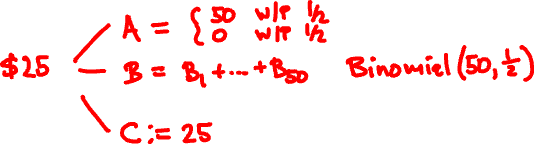 A = { 50 w/P 1/2
0 w/P 1/2
$25 B = B1 + ... + B50 Binomiel (50, 1/2)
C := 25